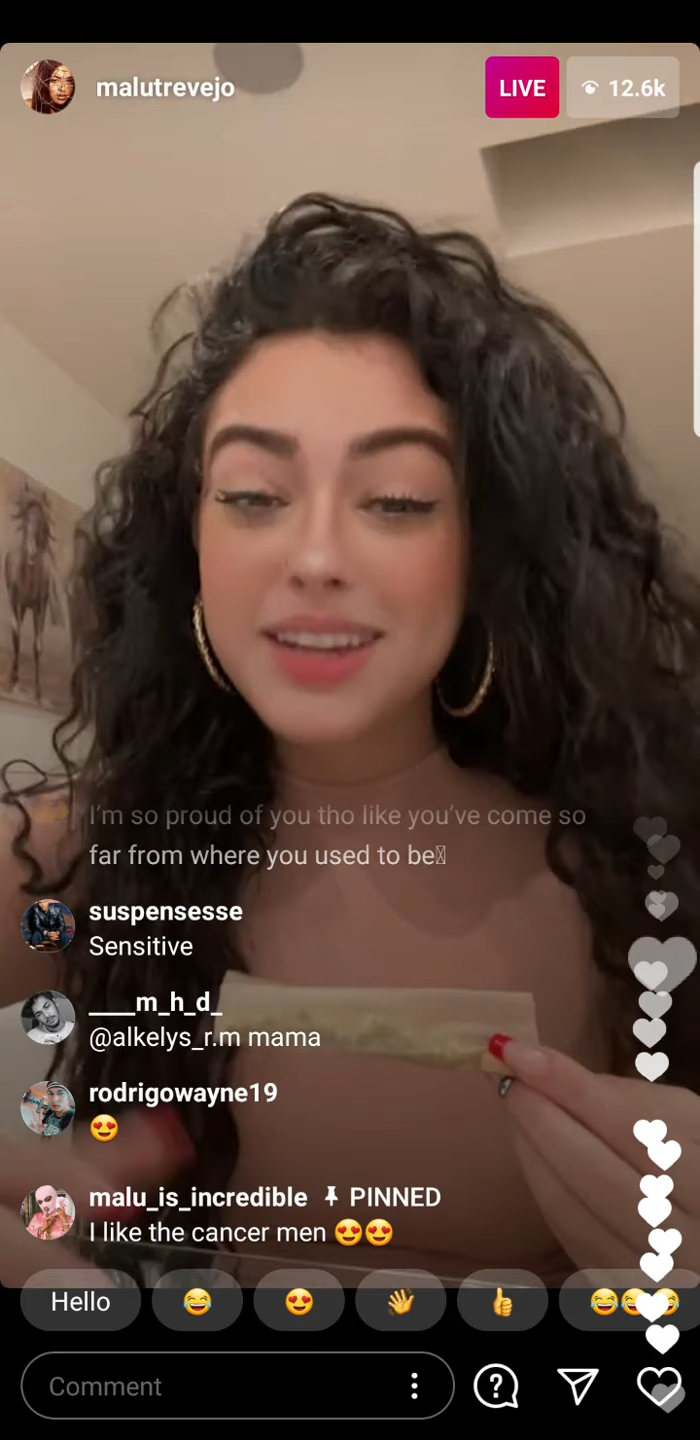 malutrevejo
LIVE
12.6k
I’m so proud of you tho like you’ve come so
far from where you used to be
suspensesse
Sensitive
____m_h_d_
@alkelys_r.m mama
rodrigowayne19
😍
malu_is_incredible PINNED
I like the cancer men 😍😍
Hello 😂 😍 👋 👍 😂😂😂
Comment